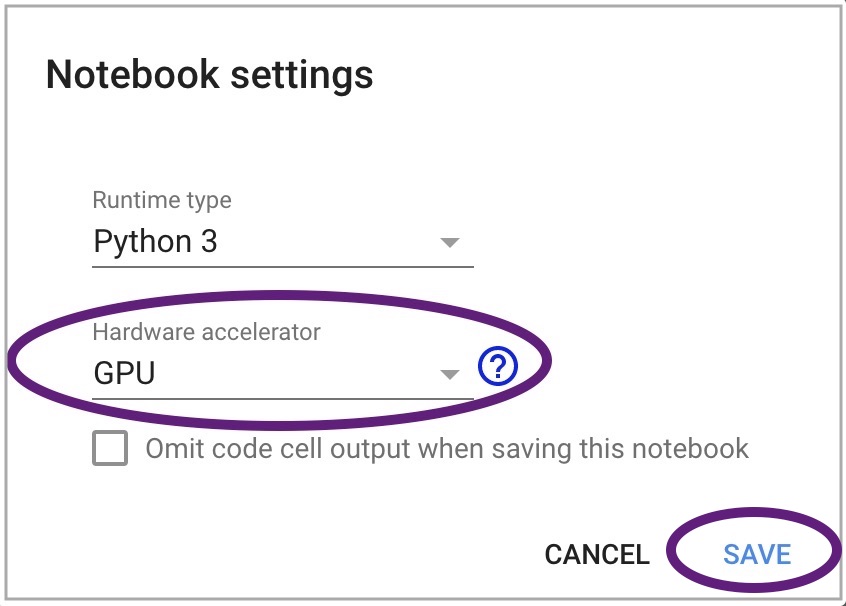 Notebook settings
Runtime type
Python 3
Hardware accelerator
GPU
?
Omit code cell output when saving this notebook
CANCEL SAVE